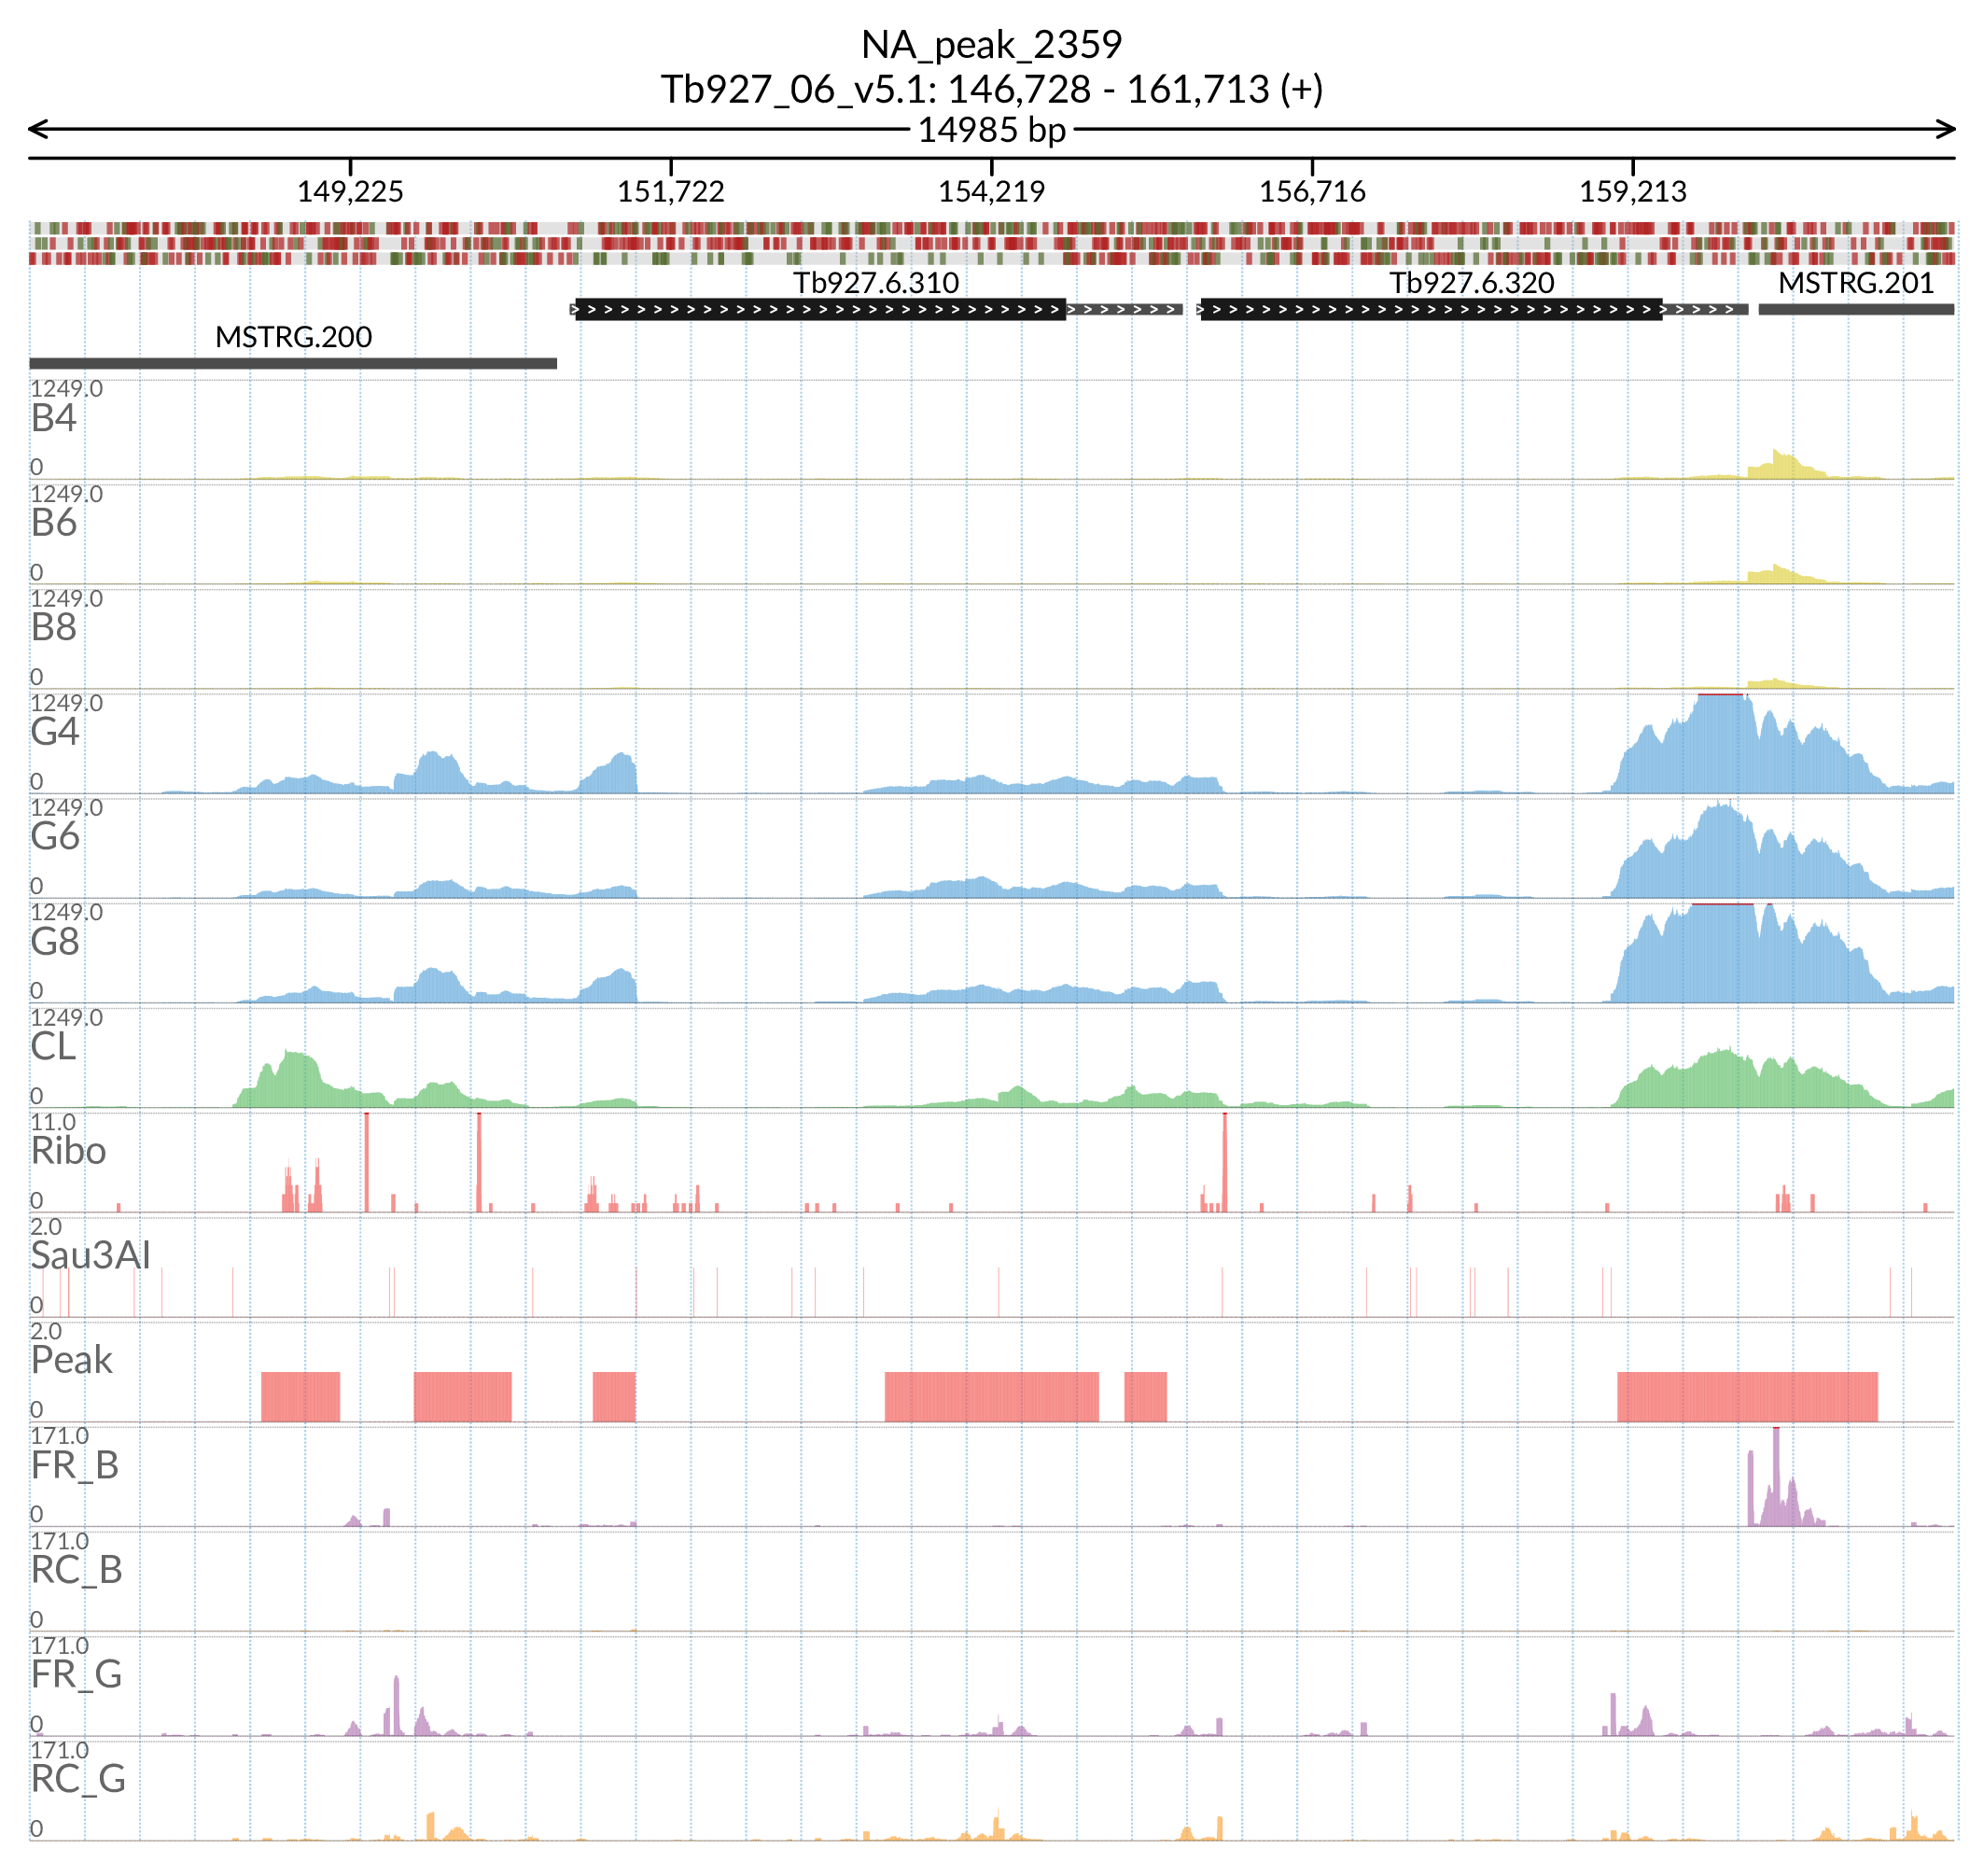 NA_peak_2359
Tb927_06_v5.1: 146,728 - 161,713 (+)
14985 bp
149,225 151,722 154,219 156,716 159,213
Tb927.6.310 Tb927.6.320 MSTRG.201
MSTRG.200
1249.0
B4
0
1249.0
B6
0
1249.0
B8
0
1249.0
G4
0
1249.0
G6
0
1249.0
G8
0
1249.0
CL
0
11.0
Ribo
0
2.0
Sau3AI
0
2.0
Peak
0
171.0
FR_B
0
171.0
RC_B
0
171.0
FR_G
0
171.0
RC_G
0